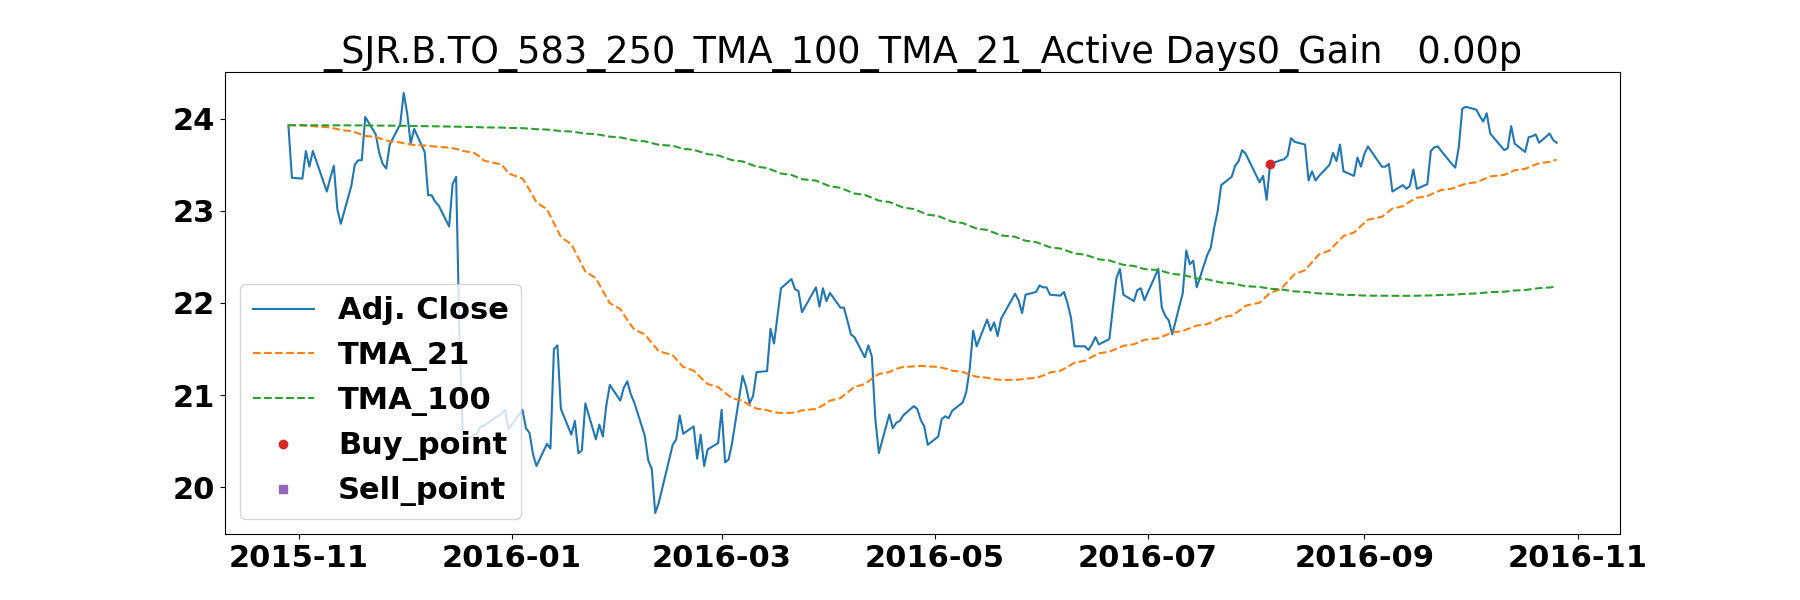 _SJR.B.TO_583_250_TMA_100_TMA_21_Active Days0_Gain   0.00p
24
23
22
21
20
Adj. Close
TMA_21
TMA_100
Buy_point
Sell_point
2015-11 2016-01 2016-03 2016-05 2016-07 2016-09 2016-11